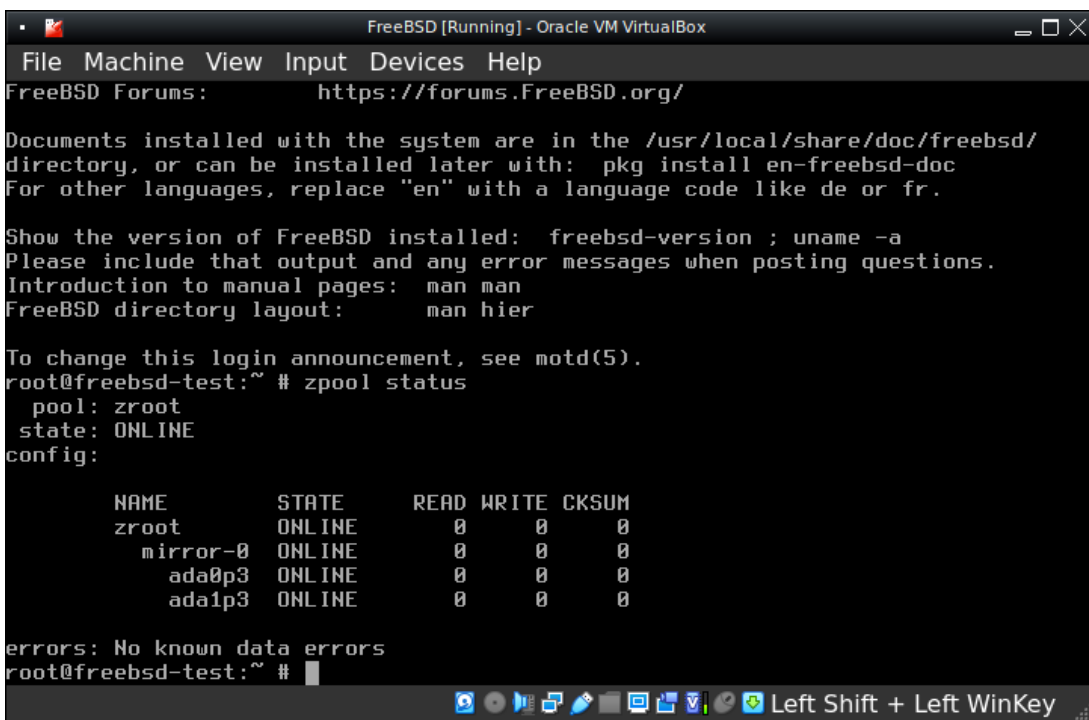 FreeBSD [Running] - Oracle VM VirtualBox
File Machine View Input Devices Help
FreeBSD Forums:        https://forums.FreeBSD.org/
Documents installed with the system are in the /usr/local/share/doc/freebsd/
directory, or can be installed later with:  pkg install en-freebsd-doc
For other languages, replace "en" with a language code like de or fr.
Show the version of FreeBSD installed:  freebsd-version ; uname -a
Please include that output and any error messages when posting questions.
Introduction to manual pages:  man man
FreeBSD directory layout:      man hier
To change this login announcement, see motd(5).
root@freebsd-test:~ # zpool status
  pool: zroot
 state: ONLINE
config:
        NAME        STATE     READ WRITE CKSUM
        zroot       ONLINE       0     0     0
          mirror-0  ONLINE       0     0     0
            ada0p3  ONLINE       0     0     0
            ada1p3  ONLINE       0     0     0
errors: No known data errors
root@freebsd-test:~ #
Left Shift + Left WinKey